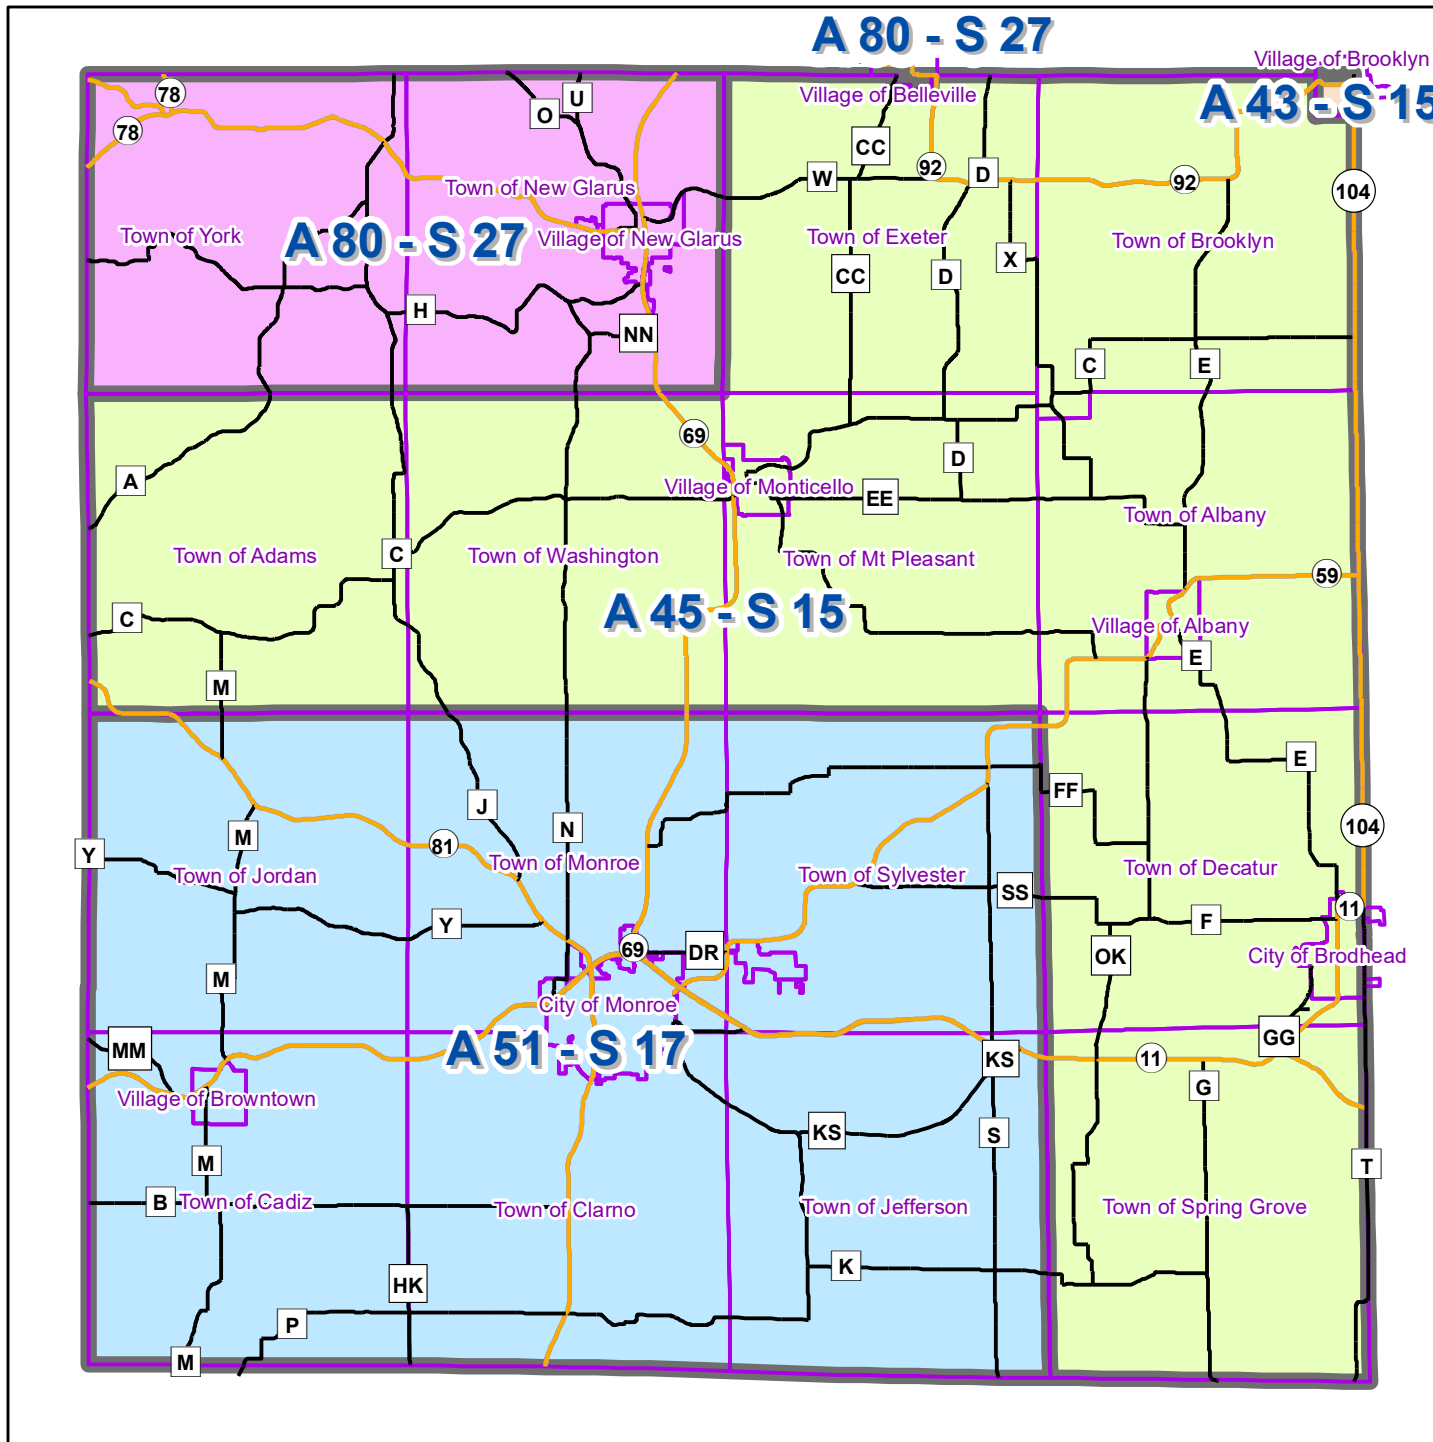 A 80 - S 27
Village of Brooklyn
78
U
O
Village of Belleville
A 43 - S 15
78
CC
92
W
D
92
104
Town of New Glarus
Town of York
A 80 - S 27
Village of New Glarus
Town of Exeter
Town of Brooklyn
X
CC
D
H
NN
C
E
69
D
A
Village of Monticello
EE
Town of Albany
Town of Adams
C
Town of Washington
Town of Mt Pleasant
59
C
A 45 - S 15
Village of Albany
E
M
E
FF
J
N
104
M
81
Y
Town of Jordan
Town of Monroe
Town of Sylvester
Town of Decatur
SS
11
Y
F
69
DR
OK
City of Brodhead
M
City of Monroe
GG
MM
A 51 - S 17
KS
11
G
Village of Browntown
KS
S
M
T
B
Town of Cadiz
Town of Clarno
Town of Jefferson
Town of Spring Grove
K
HK
P
M